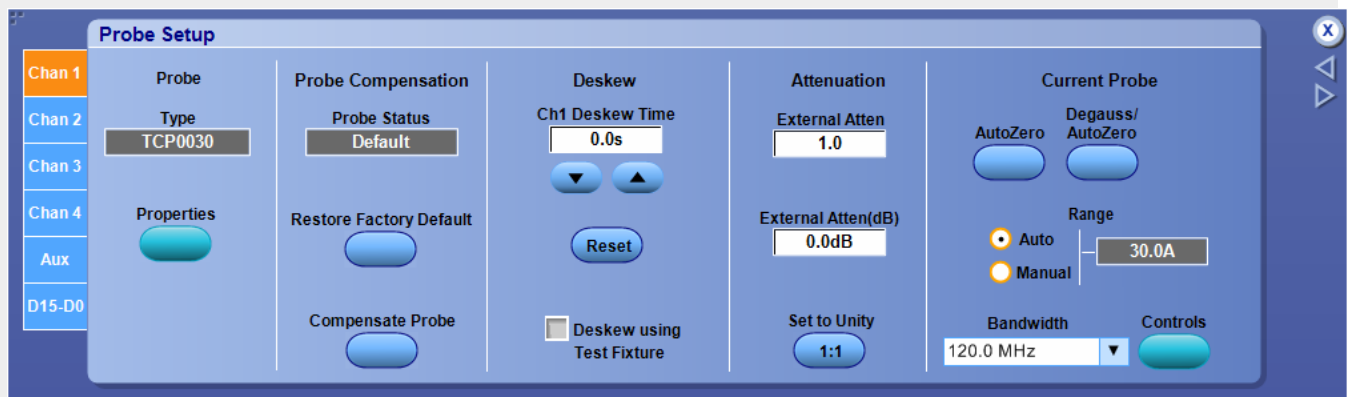 Probe Setup
X
Chan 1
Chan 2
Chan 3
Chan 4
Aux
D15-D0
Probe
Type
TCP0030
Properties
Probe Compensation
Probe Status
Default
Restore Factory Default
Compensate Probe
Deskew
Ch1 Deskew Time
0.0s
Reset
Deskew using
Test Fixture
Attenuation
External Atten
1.0
External Atten(dB)
0.0dB
Set to Unity
1:1
Current Probe
AutoZero
Degauss/
AutoZero
Range
Auto
Manual
30.0A
Bandwidth
120.0 MHz
Controls